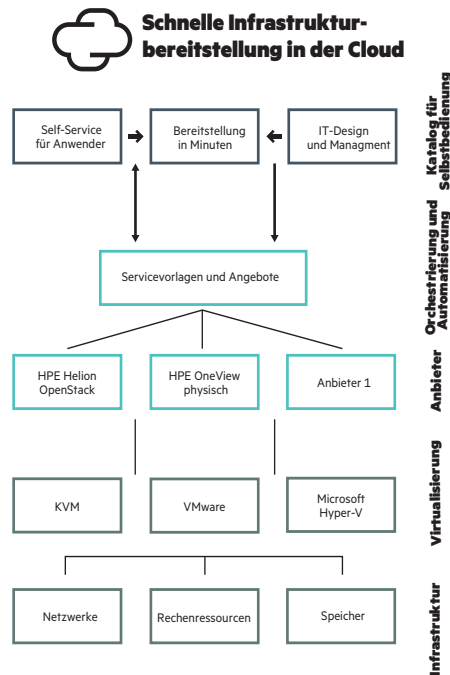 Schnelle Infrastruktur-
bereitstellung in der Cloud
Self-Service
für Anwender
Bereitstellung
in Minuten
IT-Design
und Managment
Katalog für
Selbstbedienung
Servicevorlagen und Angebote
Orchestrierung und
Automatisierung
HPE Helion
OpenStack
HPE OneView
physisch
Anbieter 1
Anbieter
KVM
VMware
Microsoft
Hyper-V
Virtualisierung
Netzwerke
Rechenressourcen
Speicher
Infrastruktur